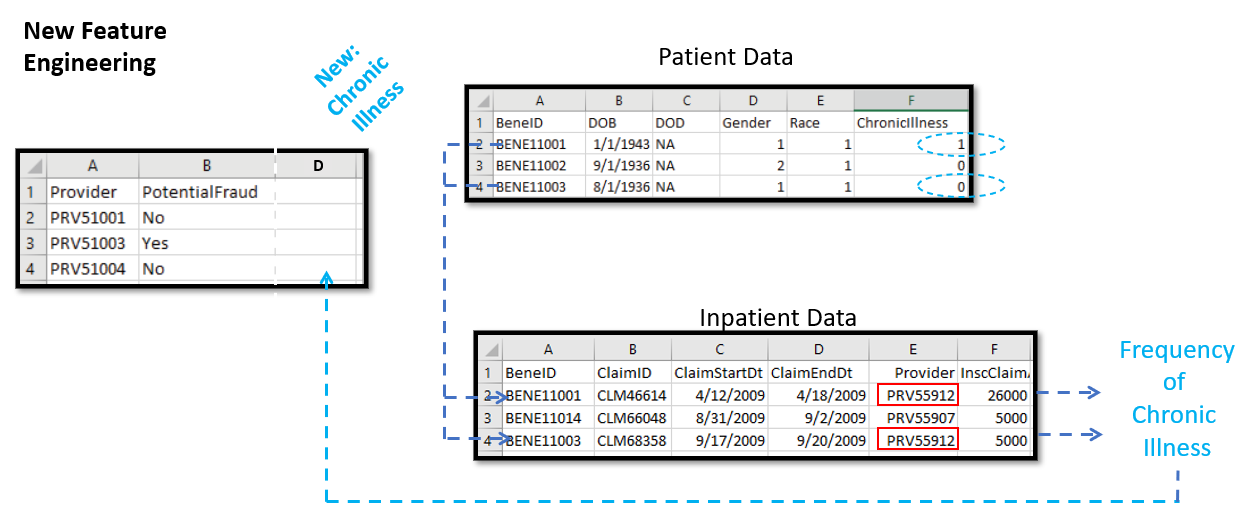 New Feature
Engineering
New:
Chronic
Illness
Patient Data
A B C D E F
1 BeneID DOB DOD Gender Race ChronicIllness
2 BENE11001 1/1/1943 NA 1 1 1
3 BENE11002 9/1/1936 NA 2 1 0
4 BENE11003 8/1/1936 NA 1 1 0
A B D
1 Provider PotentialFraud
2 PRV51001 No
3 PRV51003 Yes
4 PRV51004 No
Inpatient Data
A B C D E F
1 BeneID ClaimID ClaimStartDt ClaimEndDt Provider InscClaimA
2 BENE11001 CLM46614 4/12/2009 4/18/2009 PRV55912 26000
3 BENE11014 CLM66048 8/31/2009 9/2/2009 PRV55907 5000
4 BENE11003 CLM68358 9/17/2009 9/20/2009 PRV55912 5000
Frequency
of
Chronic
Illness